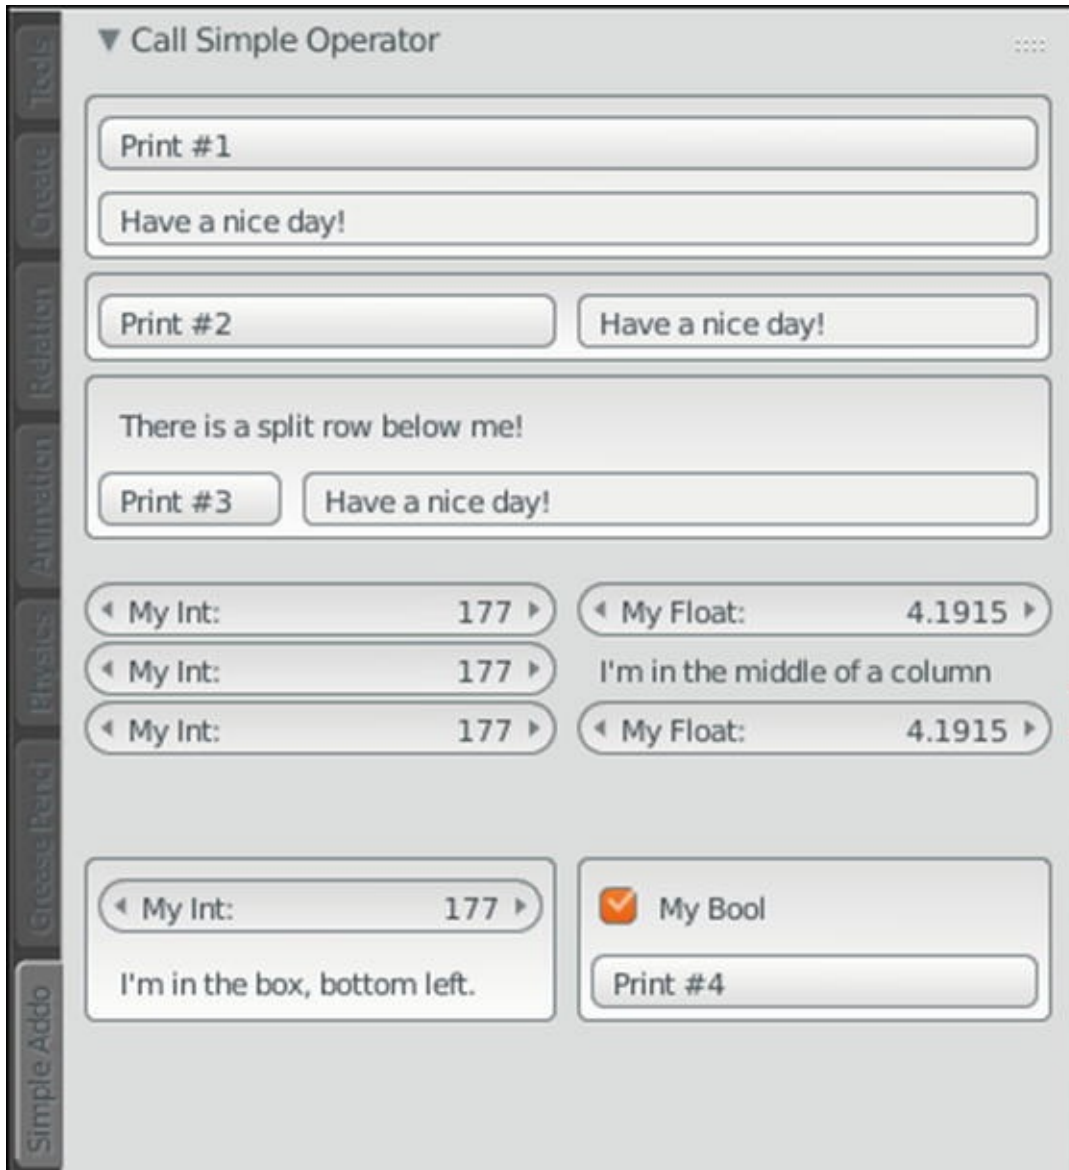 Call Simple Operator
Print #1
Have a nice day!
Print #2 Have a nice day!
There is a split row below me!
Print #3 Have a nice day!
My Int: 177 My Float: 4.1915
My Int: 177 I'm in the middle of a column
My Int: 177 My Float: 4.1915
My Int: 177 My Bool
I'm in the box, bottom left. Print #4
Tools
Create
Relation
Animation
Physics
Grease Penci
Simple Addo